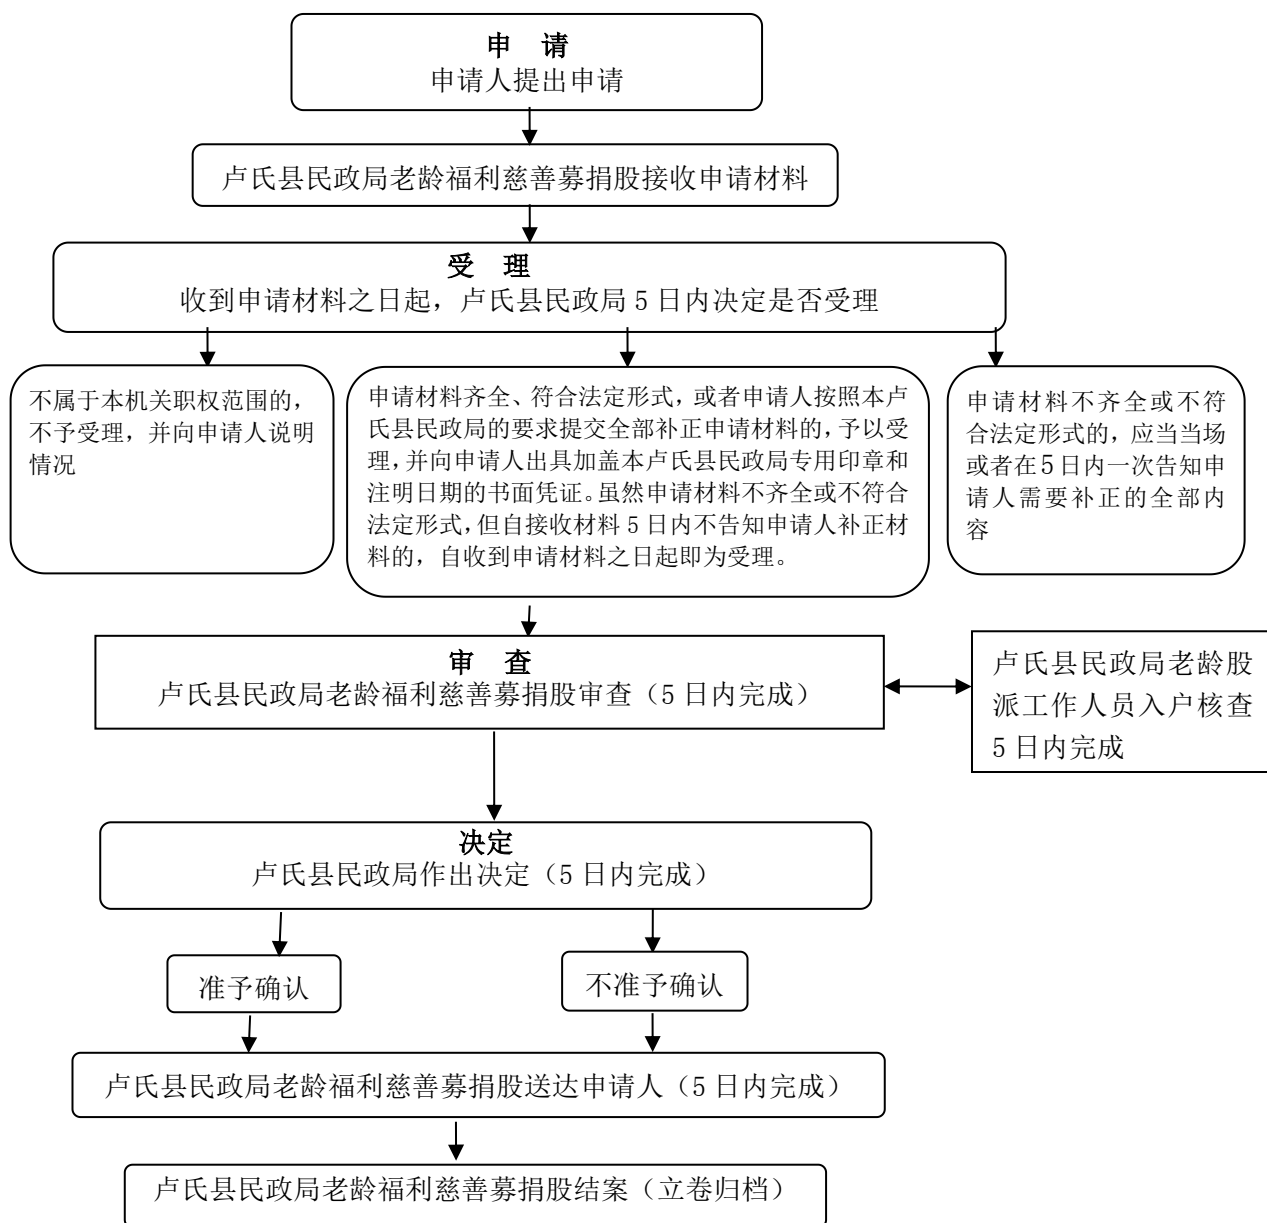 申 请
申请人提出申请
卢氏县民政局老龄福利慈善募捐股接收申请材料
受 理
收到申请材料之日起，卢氏县民政局 5 日内决定是否受理
不属于本机关职权范围的，
不予受理，并向申请人说明
情况
申请材料齐全、符合法定形式，或者申请人按照本卢
氏县民政局的要求提交全部补正申请材料的，予以受
理，并向申请人出具加盖本卢氏县民政局专用印章和
注明日期的书面凭证。虽然申请材料不齐全或不符合
法定形式，但自接收材料 5 日内不告知申请人补正材
料的，自收到申请材料之日起即为受理。
申请材料不齐全或不符
合法定形式的，应当当场
或者在 5 日内一次告知申
请人需要补正的全部内
容
审 查
卢氏县民政局老龄福利慈善募捐股审查（5 日内完成）
卢氏县民政局老龄股
派工作人员入户核查
5 日内完成
决定
卢氏县民政局作出决定（5 日内完成）
准予确认
不准予确认
卢氏县民政局老龄福利慈善募捐股送达申请人（5 日内完成）
卢氏县民政局老龄福利慈善募捐股结案（立卷归档）